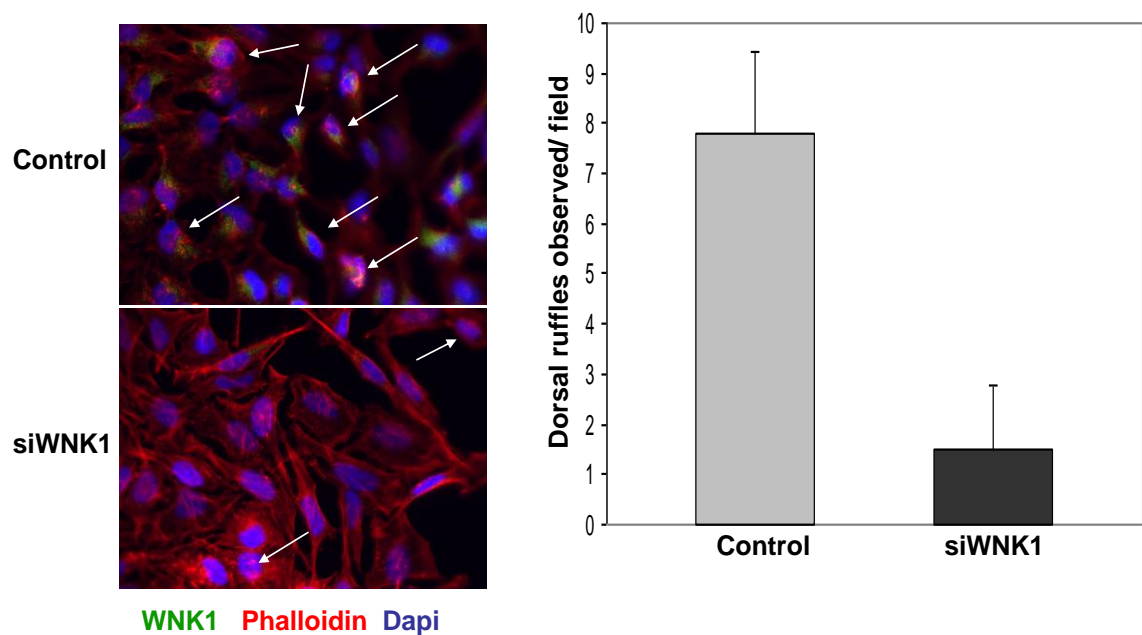 Control
siWNK1
WNK1 Phalloidin Dapi
Dorsal ruffles observed/ field
10
9
8
7
6
5
4
3
2
1
0
Control
siWNK1